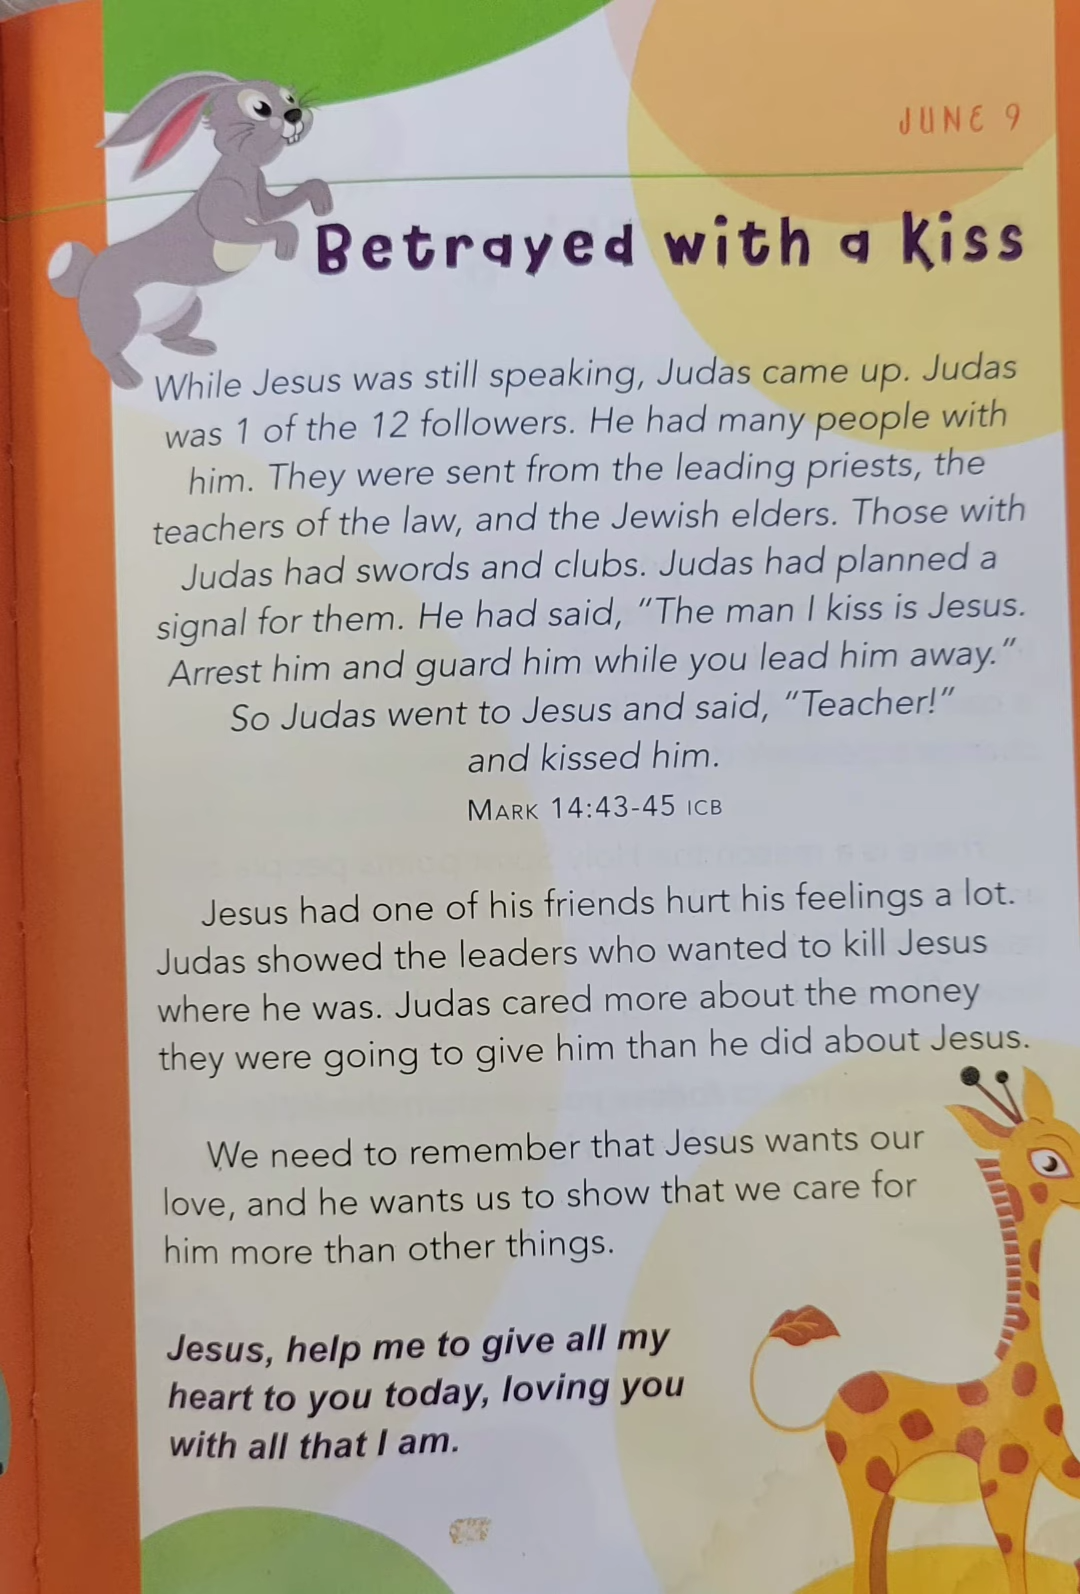 JUNE 9
Betrayed with a Kiss
While Jesus was still speaking, Judas came up. Judas
was 1 of the 12 followers. He had many people with
him. They were sent from the leading priests, the
teachers of the law, and the Jewish elders. Those with
Judas had swords and clubs. Judas had planned a
signal for them. He had said, “The man I kiss is Jesus.
Arrest him and guard him while you lead him away.”
So Judas went to Jesus and said, “Teacher!”
and kissed him.
MARK 14:43-45 ICB
Jesus had one of his friends hurt his feelings a lot.
Judas showed the leaders who wanted to kill Jesus
where he was. Judas cared more about the money
they were going to give him than he did about Jesus.
We need to remember that Jesus wants our
love, and he wants us to show that we care for
him more than other things.
Jesus, help me to give all my
heart to you today, loving you
with all that I am.